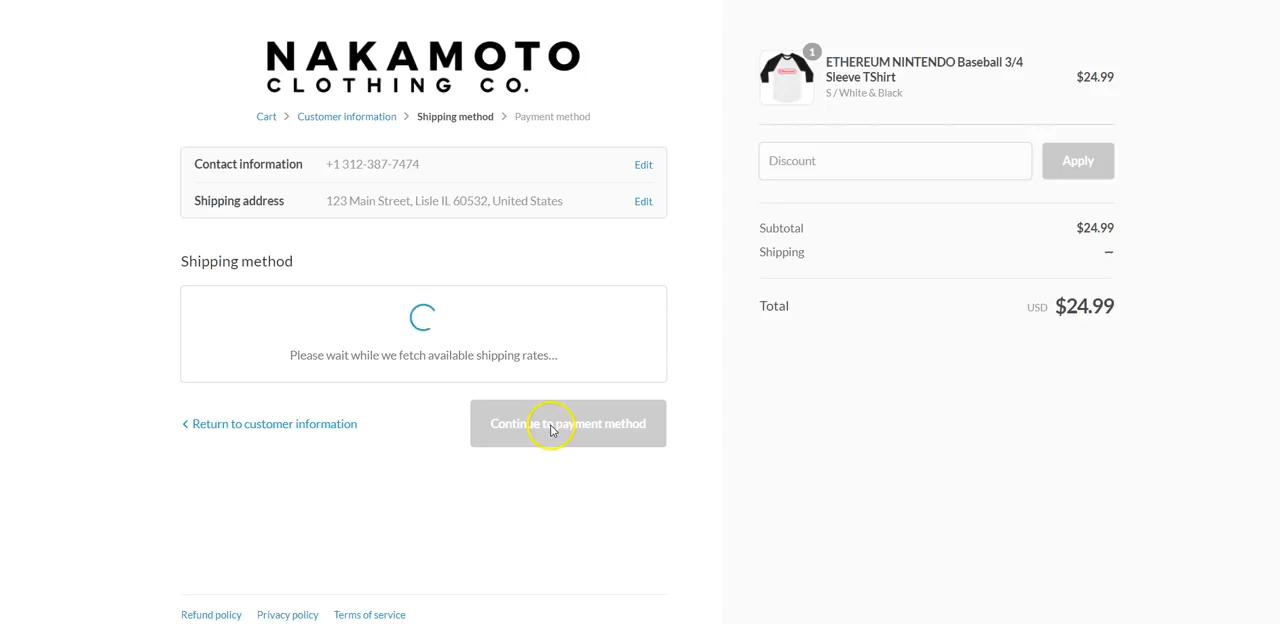 NAKAMOTO
CLOTHING CO.
Cart > Customer information > Shipping method > Payment method
Contact information +1 312-387-7474 Edit
Shipping address 123 Main Street, Lisle IL 60532, United States Edit
Shipping method
Please wait while we fetch available shipping rates...
< Return to customer information Continue to payment method
Refund policy Privacy policy Terms of service
1
ETHEREUM NINTENDO Baseball 3/4
Sleeve TShirt $24.99
S / White & Black
Discount Apply
Subtotal $24.99
Shipping —
Total USD $24.99